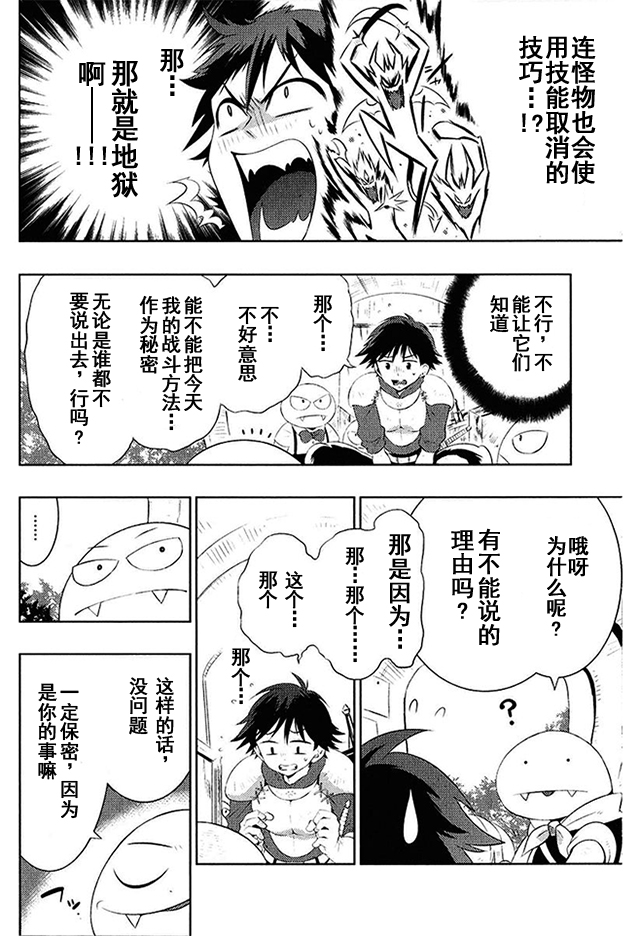 连怪物也会使
用技能取消的
技巧…!?
那…
那就是地狱
啊——!!!
不行，不
能让它们
知道
那个…
不…
不好意思
能不能把今天
我的战斗方法…
作为秘密
无论是谁都不
要说出去，行吗？
哦呀
为什么呢？
有不能说的
理由吗？
？
那是因为…
那…那个……
这个…
那个
那个…
……
这样的话，
没问题
一定保密，因为
是你的事嘛